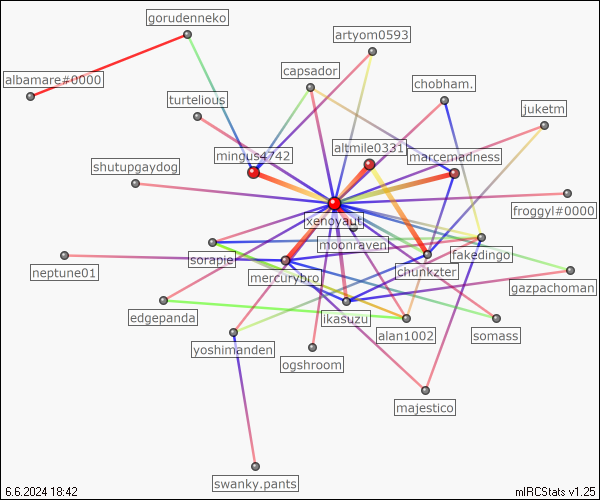 gorudenneko
artyom0593
albamare#0000
capsador
chobham.
turtelious
juketm
mingus4742
altmile0331
marcemadness
shutupgaydog
froggyl#0000
xenoyaut
moonraven
fakedingo
sorapie
neptune01
mercurybro
chunkzter
gazpachoman
edgepanda
ikasuzu
alan1002
somass
yoshimanden
ogshroom
majestico
swanky.pants
6.6.2024 18:42
mIRCStats v1.25